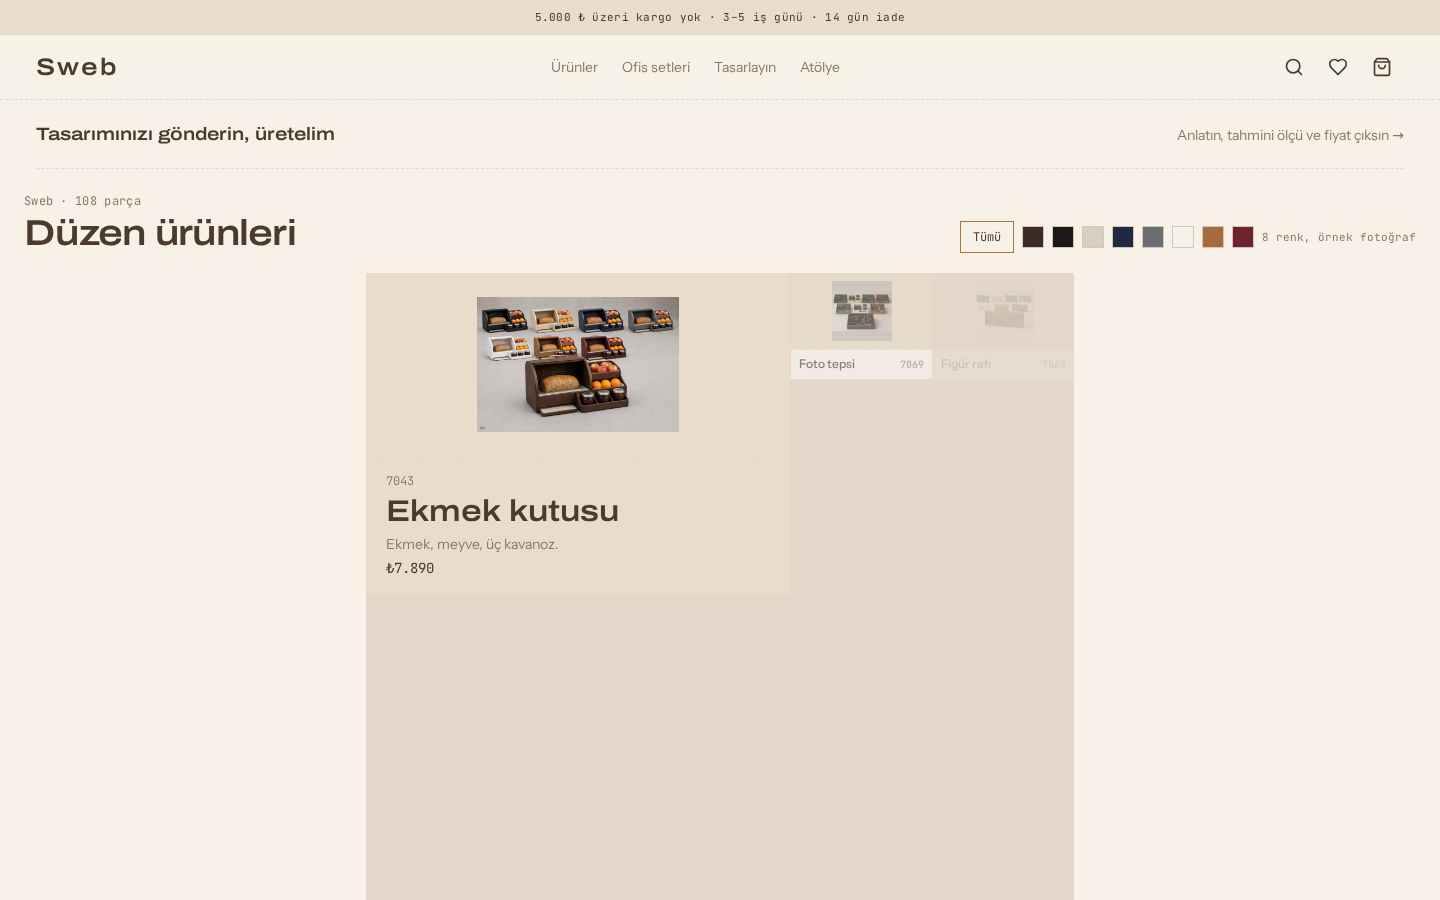 5.000 ₺ üzeri kargo yok · 3–5 iş günü · 14 gün iade
Sweb
Ürünler
Ofis setleri
Tasarlayın
Atölye
Tasarımınızı gönderin, üretelim
Anlatın, tahmini ölçü ve fiyat çıksın →
Sweb · 108 parça
Düzen ürünleri
Tümü
8 renk, örnek fotoğraf
Foto tepsi
7069
Figür rafı
7068
7043
Ekmek kutusu
Ekmek, meyve, üç kavanoz.
₺7.890